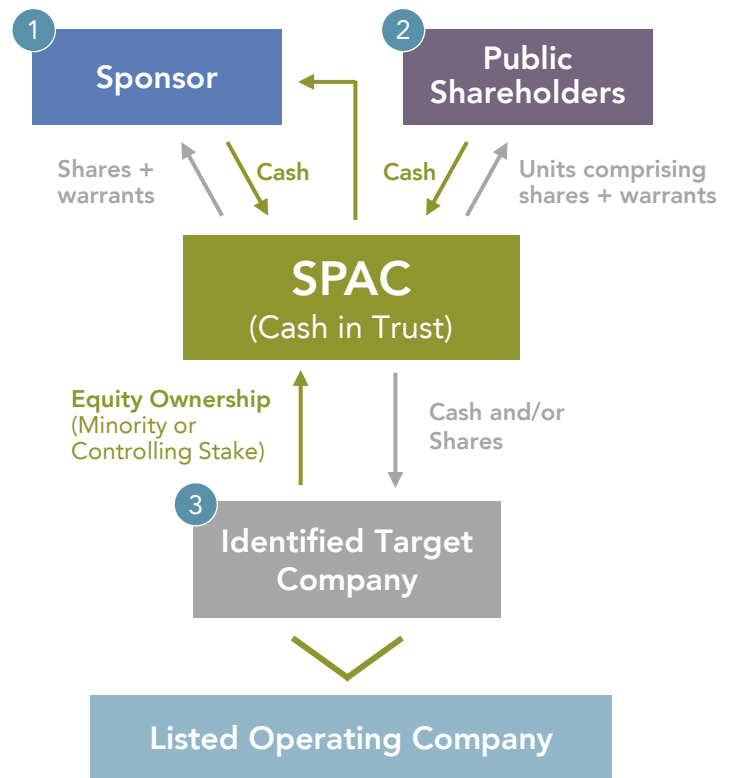 1
Sponsor
2
Public
Shareholders
Shares +
warrants
Cash
Cash
Units comprising
shares + warrants
SPAC
(Cash in Trust)
Equity Ownership
(Minority or
Controlling Stake)
Cash and/or
Shares
3
Identified Target
Company
Listed Operating Company